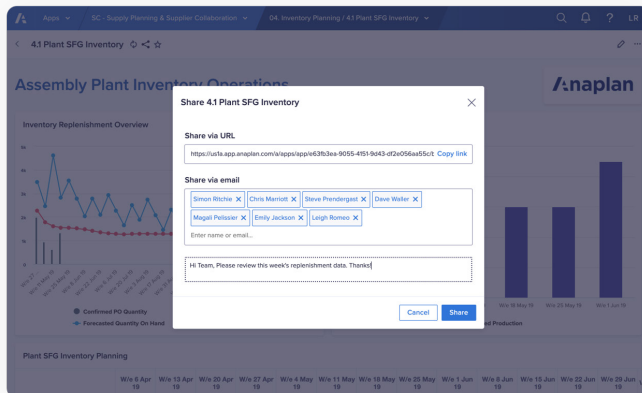 Apps
SC - Supply Planning & Supplier Collaboration
04. Inventory Planning / 4.1 Plant SFG Inventory
LR
4.1 Plant SFG Inventory
Assembly Plant Inventory Operations
Anaplan
Share 4.1 Plant SFG Inventory
Inventory Replenishment Overview
Share via URL
https://us1a.app.anaplan.com/a/apps/app/e63fb3ea-9055-4151-9d43-df2e056aa55c/t Copy link
Share via email
Simon Ritchie
Chris Marriott
Steve Prendergast
Dave Waller
Magali Pelissier
Emily Jackson
Leigh Romeo
Enter name or email...
Hi Team, Please review this week's replenishment data. Thanks!
W/e 18 May 19 W/e 25 May 19 W/e 1 Jun 19
Confirmed PO Quantity
Cancel Share
Forecasted Quantity On Hand
Production
Plant SFG Inventory Planning
W/e 6 Apr 19 W/e 13 Apr 19 W/e 20 Apr 19 W/e 27 Apr 19 W/e 4 May 19 W/e 11 May 19 W/e 18 May 19 W/e 25 May 19 W/e 1 Jun 19 W/e 8 Jun 19 W/e 15 Jun 19 W/e 22 Jun 19 W/e 29 Jun 19